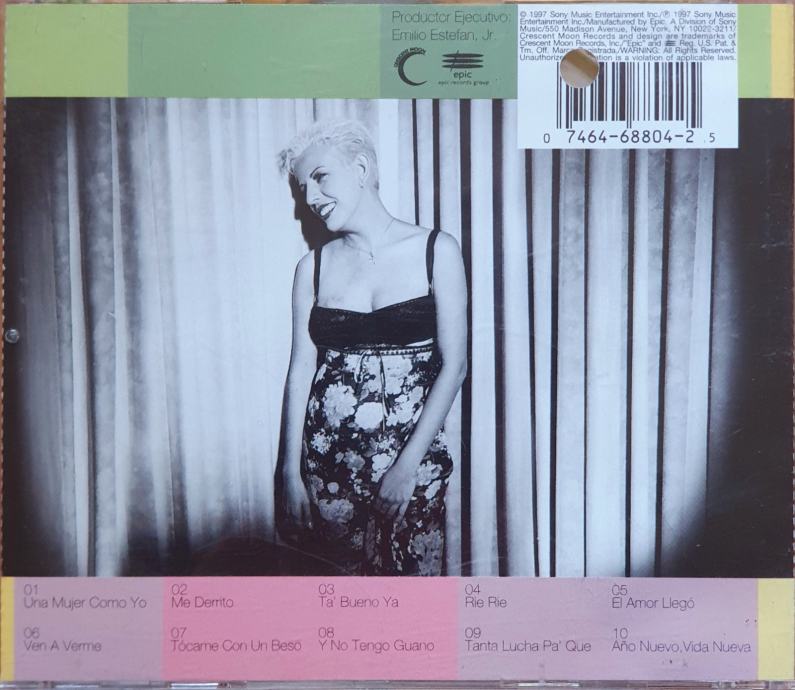 Productor Ejecutivo:
Emilio Estefan, Jr.
CRESCENT MOON
epic
epic records group
© 1997 Sony Music Entertainment Inc./℗ 1997 Sony Music
Entertainment Inc./Manufactured by Epic, A Division of Sony
Music/550 Madison Avenue, New York, NY 10022-3211/
Crescent Moon Records and design are trademarks of
Crescent Moon Records, Inc./"Epic" and Reg. U.S. Pat. &
Tm. Off. Marca Registrada./WARNING: All Rights Reserved.
Unauthorized is a violation of applicable laws.
0 7464-68804-2 5
01
Una Mujer Como Yo
02
Me Derrito
03
Ta' Bueno Ya
04
Rie Rie
05
El Amor Llegó
06
Ven A Verme
07
Tócame Con Un Beso
08
Y No Tengo Guano
09
Tanta Lucha Pa' Que
10
Año Nuevo,Vida Nueva